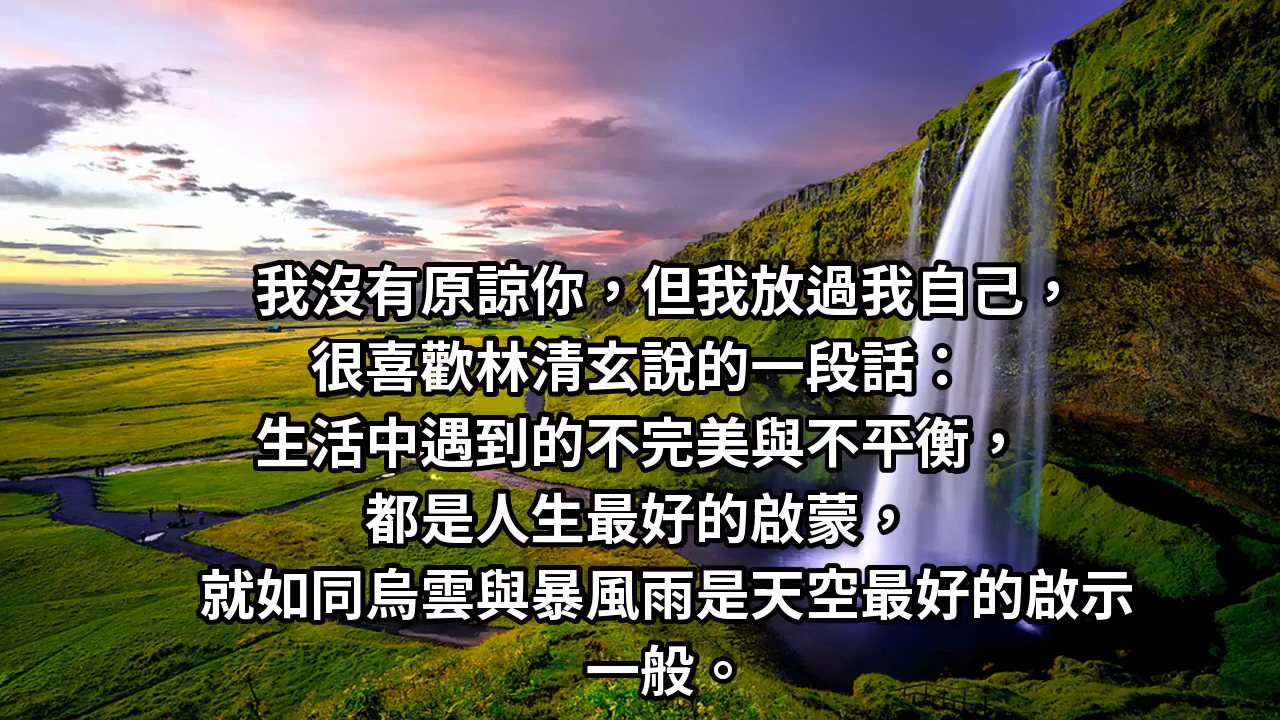 我沒有原諒你，但我放過我自己，
很喜歡林清玄說的一段話：
生活中遇到的不完美與不平衡，
都是人生最好的啟蒙，
就如同烏雲與暴風雨是天空最好的啟示
一般。